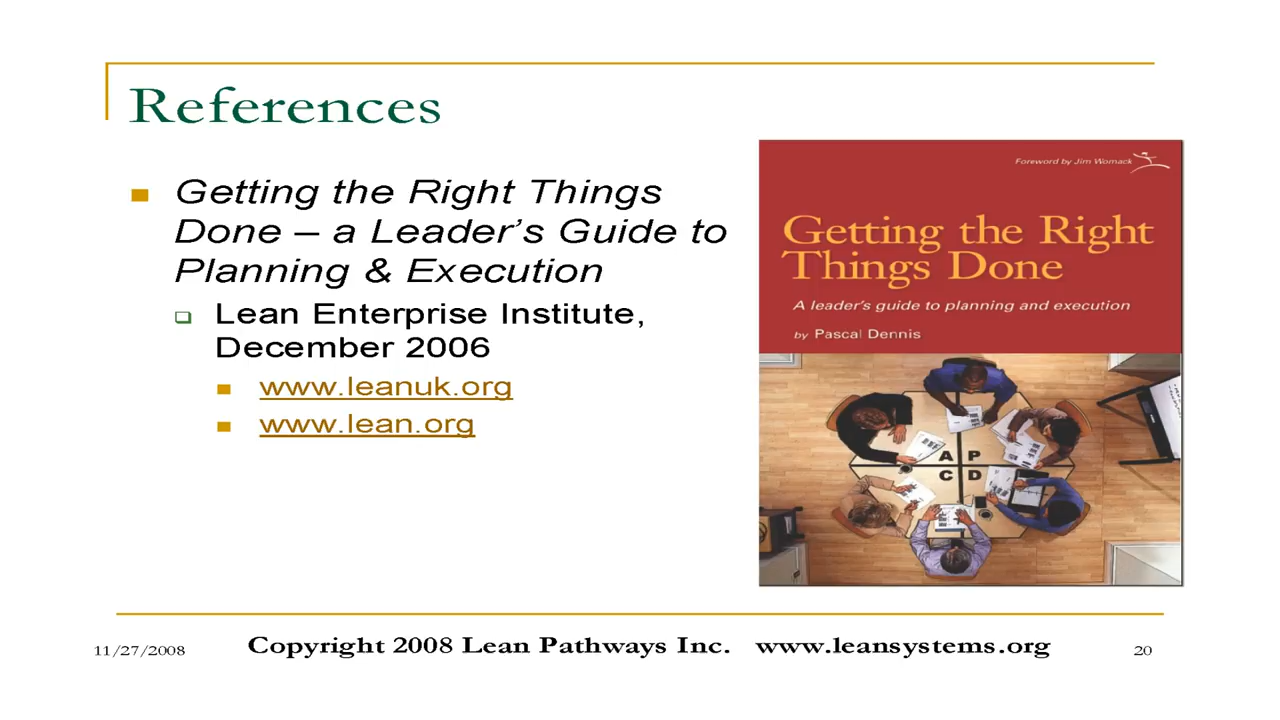 References
Getting the Right Things
Done – a Leader's Guide to
Planning & Execution
Lean Enterprise Institute,
December 2006
www.leanuk.org
www.lean.org
Foreword by Jim Womack
Getting the Right
Things Done
A leader's guide to planning and execution
by Pascal Dennis
A P
C D
11/27/2008 Copyright 2008 Lean Pathways Inc. www.leansystems.org 20